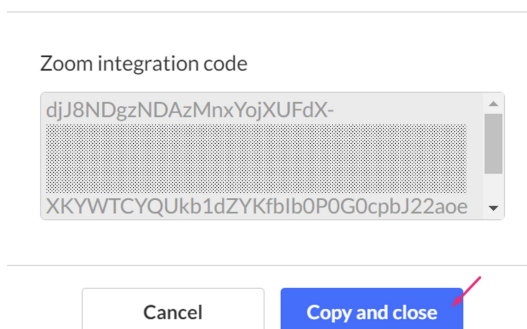 Zoom integration code
djJ8NDgzNDAzMnxYojXUFdX-
XKYWTCYQUkb1dZYKfbIb0P0G0cpbJ22aoe
Cancel
Copy and close